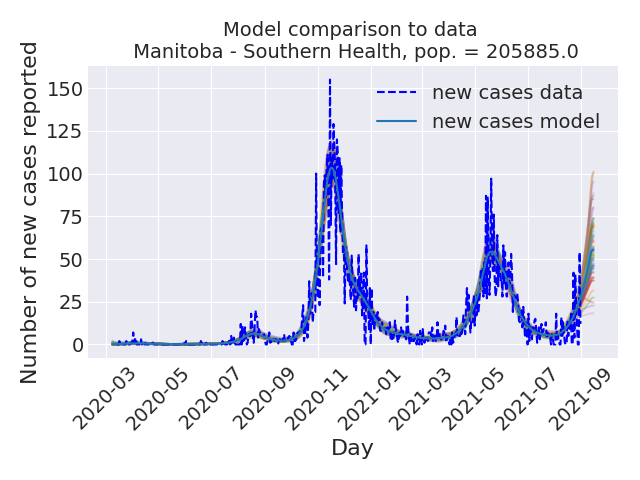 Model comparison to data
Manitoba - Southern Health, pop. = 205885.0
Number of new cases reported
150
125
100
75
50
25
0
new cases data
new cases model
2020-03
2020-05
2020-07
2020-09
2020-11
2021-01
2021-03
2021-05
2021-07
2021-09
Day